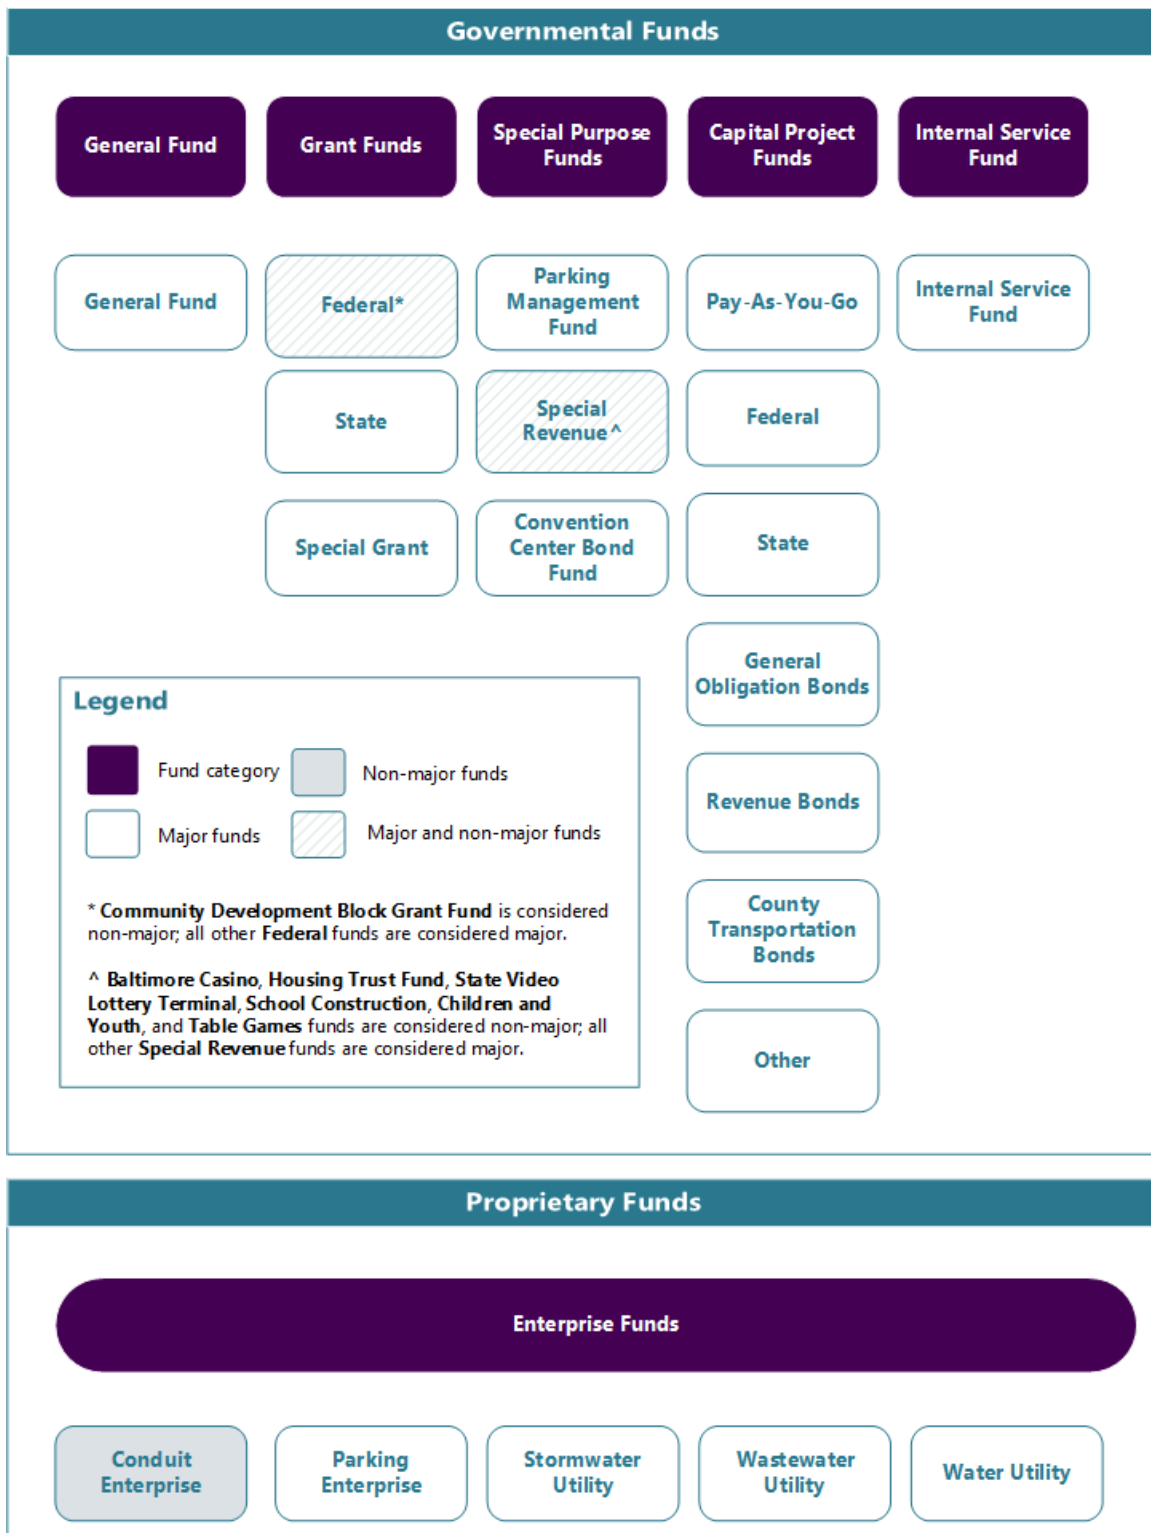 Governmental Funds
General Fund
Grant Funds
Special Purpose
Funds
Capital Project
Funds
Internal Service
Fund
General Fund
Federal*
Parking
Management
Fund
Pay-As-You-Go
Internal Service
Fund
State
Special
Revenue^
Federal
Special Grant
Convention
Center Bond
Fund
State
General
Obligation Bonds
Revenue Bonds
County
Transportation
Bonds
Other
Legend
Fund category
Non-major funds
Major funds
Major and non-major funds
* Community Development Block Grant Fund is considered
non-major; all other Federal funds are considered major.
^ Baltimore Casino, Housing Trust Fund, State Video
Lottery Terminal, School Construction, Children and
Youth, and Table Games funds are considered non-major; all
other Special Revenue funds are considered major.
Proprietary Funds
Enterprise Funds
Conduit
Enterprise
Parking
Enterprise
Stormwater
Utility
Wastewater
Utility
Water Utility